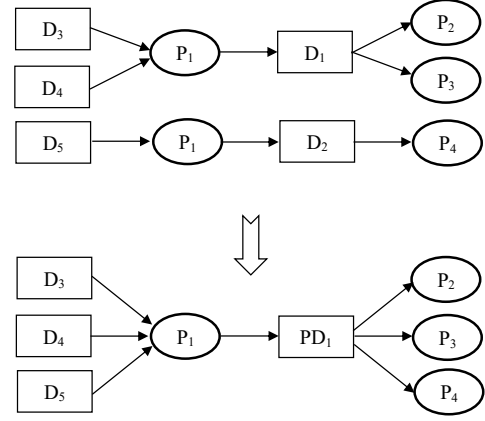 D₃ P₂
P₁ D₁
D₄ P₃
D₅ P₁ D₂ P₄
D₃ P₂
D₄ P₁ PD₁ P₃
D₅ P₄